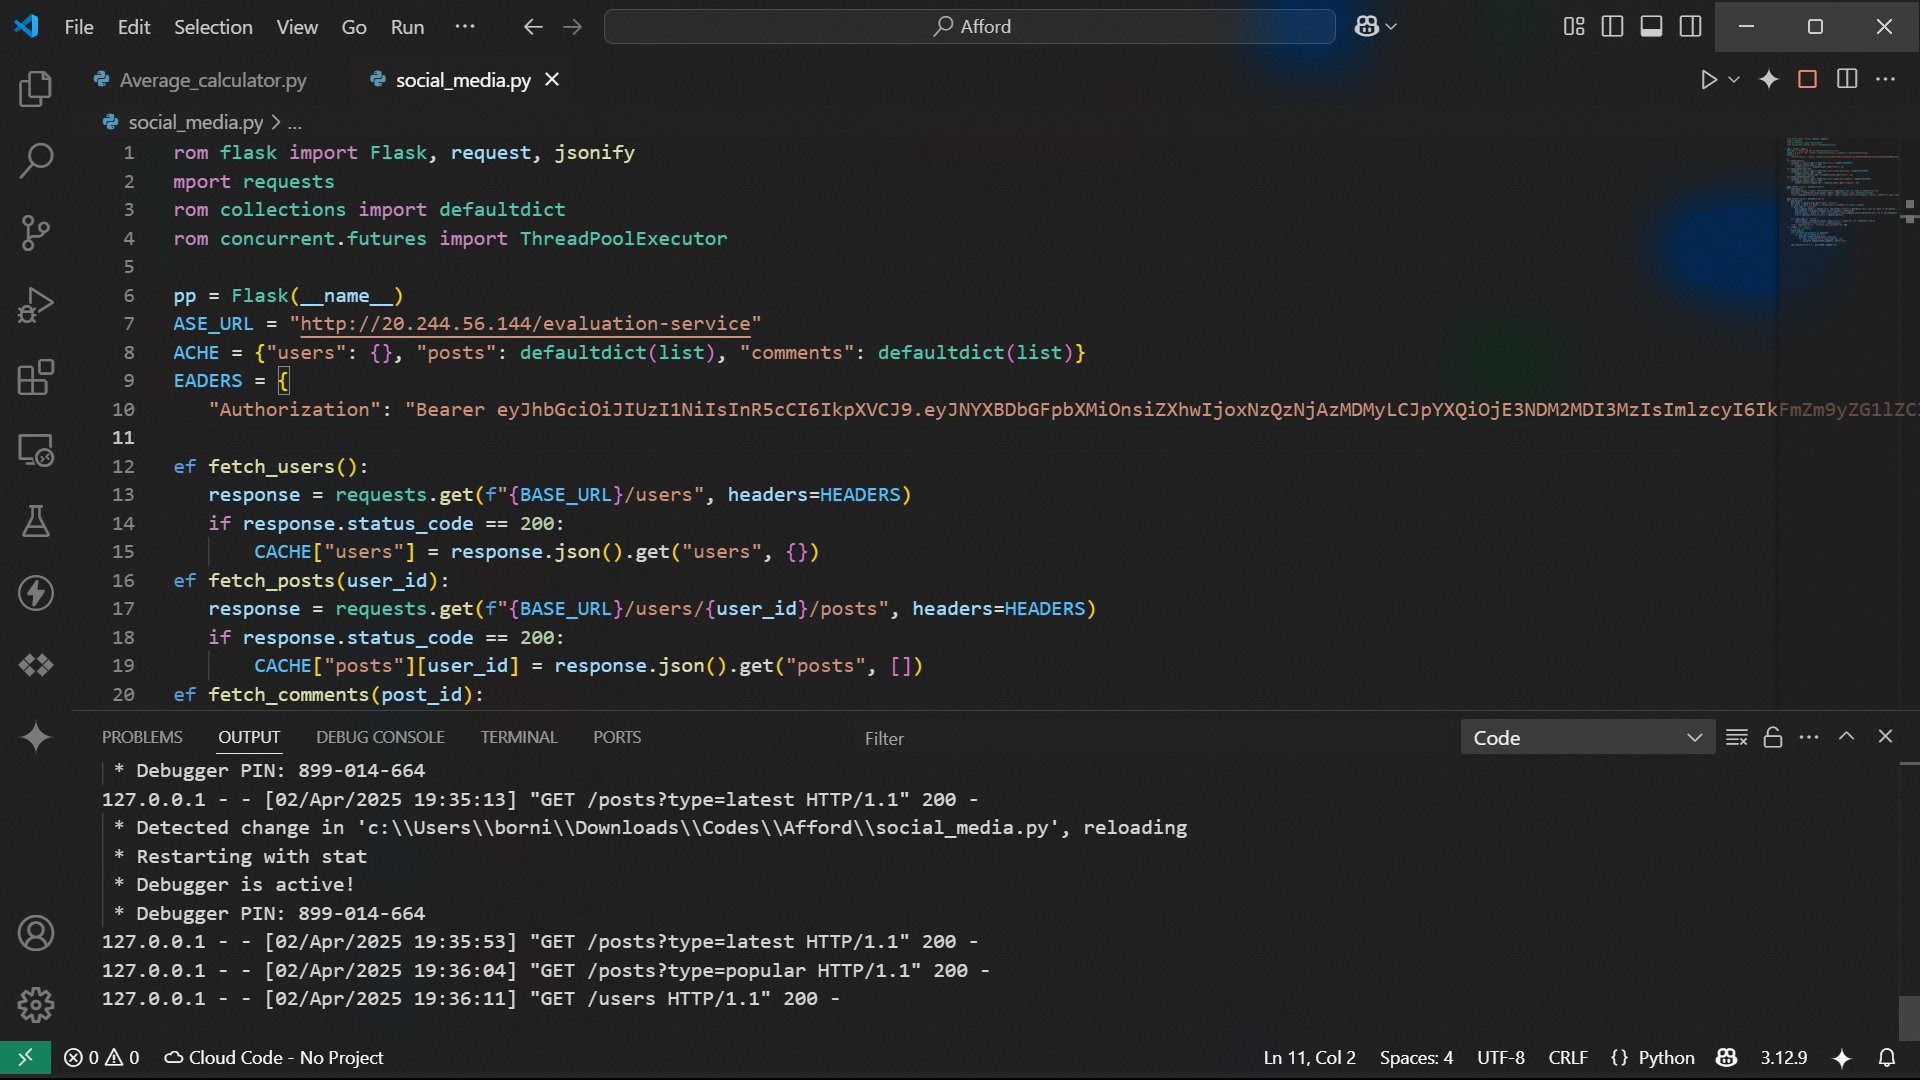 File Edit Selection View Go Run ··· Afford
Average_calculator.py social_media.py
social_media.py > ...
1 rom flask import Flask, request, jsonify
2 mport requests
3 rom collections import defaultdict
4 rom concurrent.futures import ThreadPoolExecutor
5
6 pp = Flask(__name__)
7 ASE_URL = "http://20.244.56.144/evaluation-service"
8 ACHE = {"users": {}, "posts": defaultdict(list), "comments": defaultdict(list)}
9 EADERS = {
10 "Authorization": "Bearer eyJhbGciOiJIUzI1NiIsInR5cCI6IkpXVCJ9.eyJNYXBDbGFpbXMiOnsiZXhwIjoxNzQzNjAzMDMyLCJpYXQiOjE3NDM2MDI3MzIsImlzcyI6IkFmZm9yZG1lZCI
11
12 ef fetch_users():
13 response = requests.get(f"{BASE_URL}/users", headers=HEADERS)
14 if response.status_code == 200:
15 CACHE["users"] = response.json().get("users", {})
16 ef fetch_posts(user_id):
17 response = requests.get(f"{BASE_URL}/users/{user_id}/posts", headers=HEADERS)
18 if response.status_code == 200:
19 CACHE["posts"][user_id] = response.json().get("posts", [])
20 ef fetch_comments(post_id):
PROBLEMS OUTPUT DEBUG CONSOLE TERMINAL PORTS Filter Code
* Debugger PIN: 899-014-664
127.0.0.1 - - [02/Apr/2025 19:35:13] "GET /posts?type=latest HTTP/1.1" 200 -
* Detected change in 'c:\\Users\\borni\\Downloads\\Codes\\Afford\\social_media.py', reloading
* Restarting with stat
* Debugger is active!
* Debugger PIN: 899-014-664
127.0.0.1 - - [02/Apr/2025 19:35:53] "GET /posts?type=latest HTTP/1.1" 200 -
127.0.0.1 - - [02/Apr/2025 19:36:04] "GET /posts?type=popular HTTP/1.1" 200 -
127.0.0.1 - - [02/Apr/2025 19:36:11] "GET /users HTTP/1.1" 200 -
0 0 Cloud Code - No Project Ln 11, Col 2 Spaces: 4 UTF-8 CRLF {} Python 3.12.9